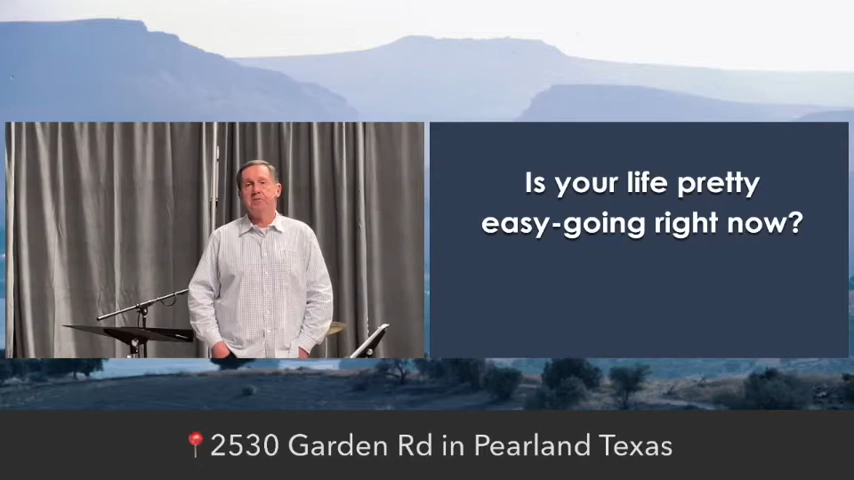 Is your life pretty
easy-going right now?
📍2530 Garden Rd in Pearland Texas